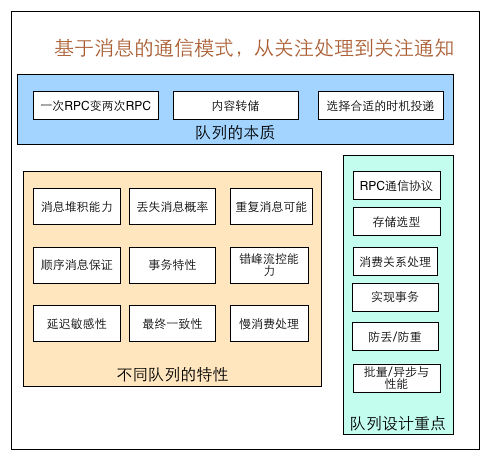 基于消息的通信模式，从关注处理到关注通知
一次RPC变两次RPC
内容转储
选择合适的时机投递
队列的本质
消息堆积能力
丢失消息概率
重复消息可能
顺序消息保证
事务特性
错峰流控能
力
延迟敏感性
最终一致性
慢消费处理
不同队列的特性
RPC通信协议
存储选型
消费关系处理
实现事务
防丢/防重
批量/异步与
性能
队列设计重点